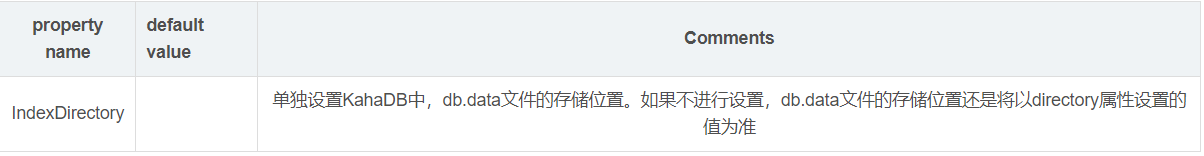 property name
default value
Comments
IndexDirectory
单独设置KahaDB中，db.data文件的存储位置。如果不进行设置，db.data文件的存储位置还是将以directory属性设置的
值为准